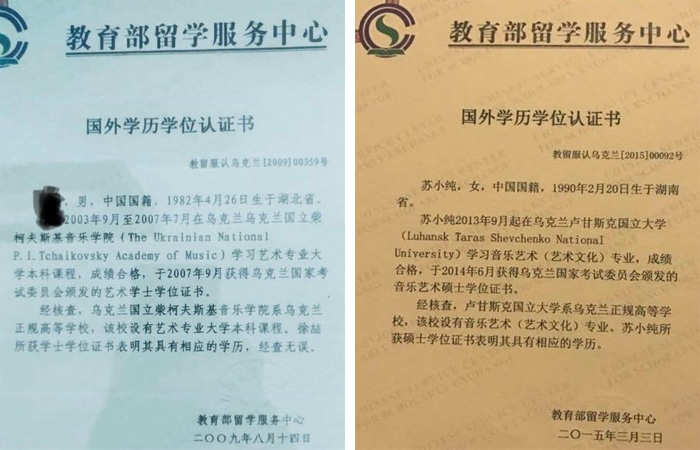 教育部留学服务中心
国外学历学位认证书
教留服认乌克兰[2009]00359号
，男，中国国籍，1982年4月26日生于湖北省。
2003年9月至2007年7月在乌克兰乌克兰国立柴
柯夫斯基音乐学院（The Ukrainian National
P.I.Tchaikovsky Academy of Music）学习艺术专业大
学本科课程，成绩合格，于2007年9月获得乌克兰国家考
试委员会颁发的艺术学士学位证书。
经核查，乌克兰国立柴柯夫斯基音乐学院系乌克兰
正规高等学校，该校设有艺术专业大学本科课程。徐喆
所获学士学位证书表明其具有相应的学历，经查无误。
教育部留学服务中心
二〇〇九年八月十四日
教育部留学服务中心
国外学历学位认证书
教留服认乌克兰[2015]00092号
苏小纯，女，中国国籍，1990年2月20日生于湖南
省。
苏小纯2013年9月起在乌克兰卢甘斯克国立大学
（Luhansk Taras Shevchenko National
University）学习音乐艺术（艺术文化）专业，成绩
合格，于2014年6月获得乌克兰国家考试委员会颁发的
音乐艺术硕士学位证书。
经核查，卢甘斯克国立大学系乌克兰正规高等学
校，该校设有音乐艺术（艺术文化）专业。苏小纯所
获硕士学位证书表明其具有相应的学历。
教育部留学服务中心
二〇一五年三月三日